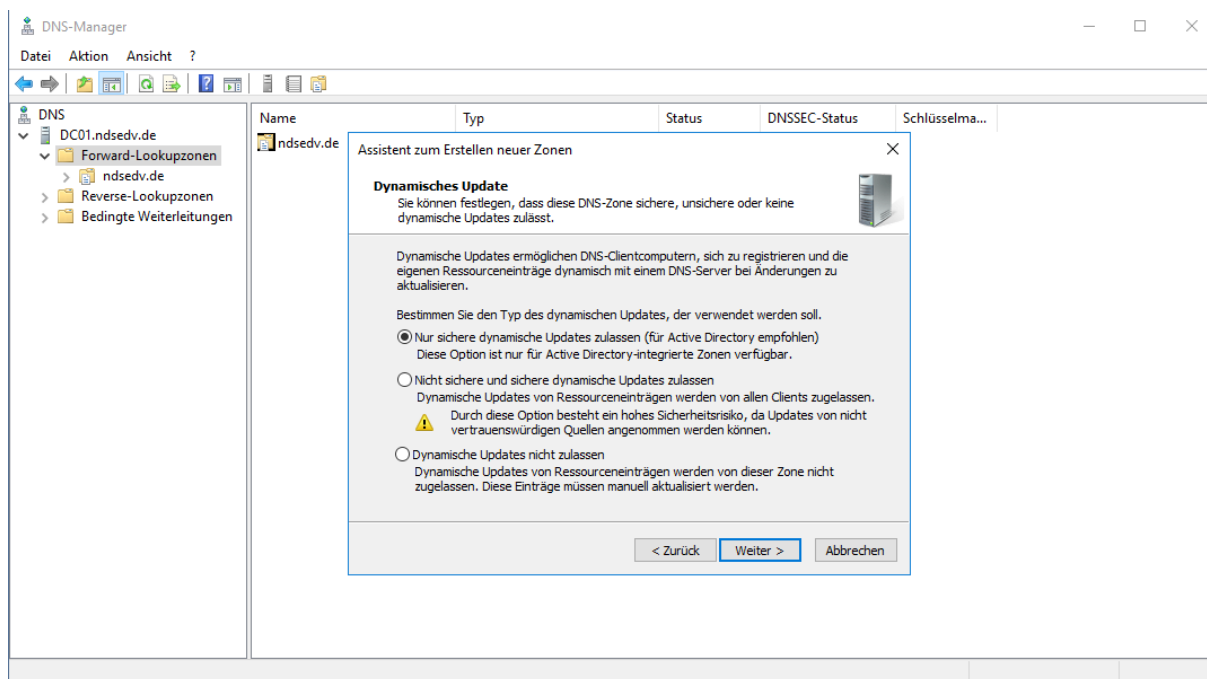 DNS-Manager
Datei Aktion Ansicht ?
DNS
DC01.ndsedv.de
Forward-Lookupzonen
ndsedv.de
Reverse-Lookupzonen
Bedingte Weiterleitungen
Name Typ Status DNSSEC-Status Schlüsselma...
ndsedv.de
Assistent zum Erstellen neuer Zonen
Dynamisches Update
Sie können festlegen, dass diese DNS-Zone sichere, unsichere oder keine
dynamische Updates zulässt.
Dynamische Updates ermöglichen DNS-Clientcomputern, sich zu registrieren und die
eigenen Ressourceneinträge dynamisch mit einem DNS-Server bei Änderungen zu
aktualisieren.
Bestimmen Sie den Typ des dynamischen Updates, der verwendet werden soll.
Nur sichere dynamische Updates zulassen (für Active Directory empfohlen)
Diese Option ist nur für Active Directory-integrierte Zonen verfügbar.
Nicht sichere und sichere dynamische Updates zulassen
Dynamische Updates von Ressourceneinträgen werden von allen Clients zugelassen.
Durch diese Option besteht ein hohes Sicherheitsrisiko, da Updates von nicht
vertrauenswürdigen Quellen angenommen werden können.
Dynamische Updates nicht zulassen
Dynamische Updates von Ressourceneinträgen werden von dieser Zone nicht
zugelassen. Diese Einträge müssen manuell aktualisiert werden.
< Zurück Weiter > Abbrechen